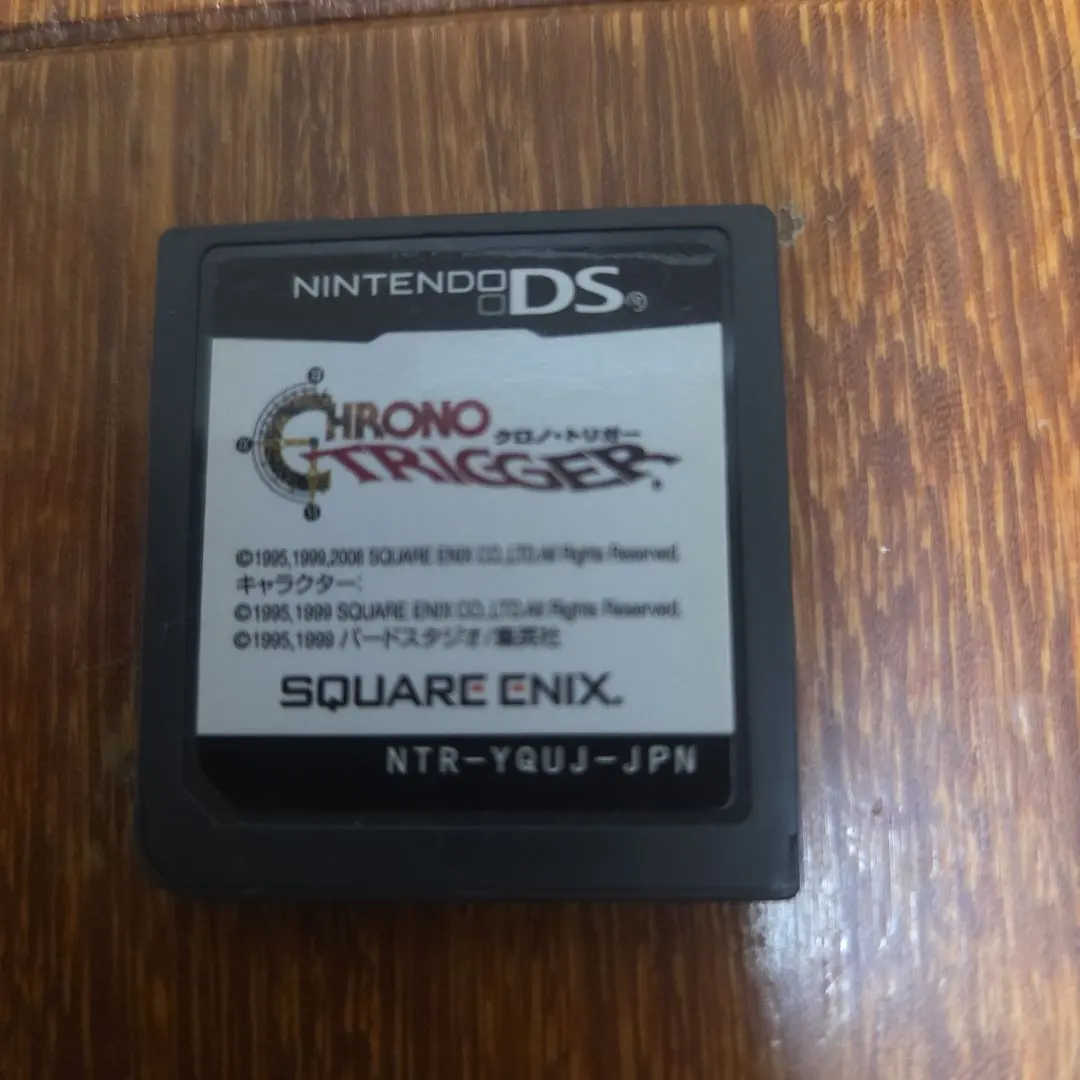 NINTENDO DS®
CHRONO
クロノ・トリガー
TRIGGER
©1995,1999,2008 SQUARE ENIX CO.,LTD.All Rights Reserved.
キャラクター:
©1995,1999 SQUARE ENIX CO.,LTD.All Rights Reserved.
©1995,1999 バードスタジオ/集英社
SQUARE ENIX.
NTR-YQUJ-JPN